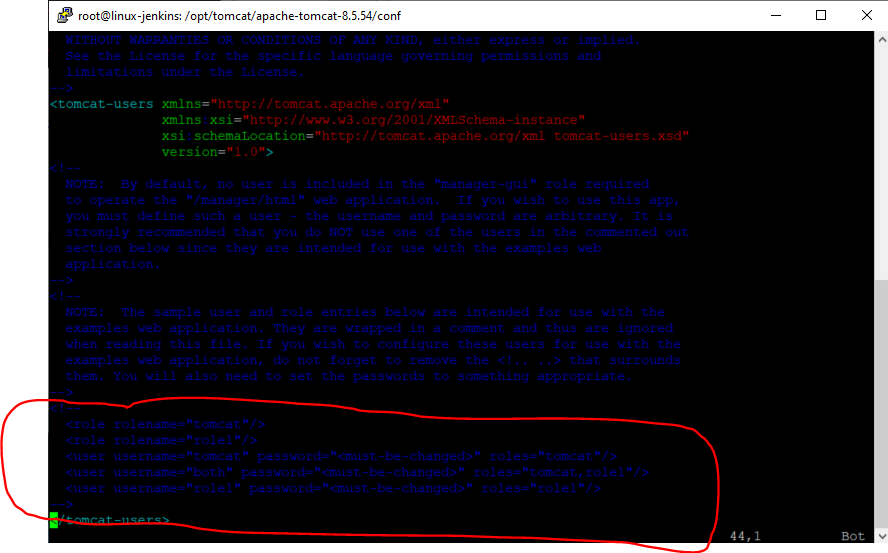 root@linux-jenkins: /opt/tomcat/apache-tomcat-8.5.54/conf
WITHOUT WARRANTIES OR CONDITIONS OF ANY KIND, either express or implied.
See the License for the specific language governing permissions and
limitations under the License.
-->
<tomcat-users xmlns="http://tomcat.apache.org/xml"
xmlns:xsi="http://www.w3.org/2001/XMLSchema-instance"
xsi:schemaLocation="http://tomcat.apache.org/xml tomcat-users.xsd"
version="1.0">
<!--
NOTE:  By default, no user is included in the "manager-gui" role required
to operate the "/manager/html" web application.  If you wish to use this app,
you must define such a user - the username and password are arbitrary. It is
strongly recommended that you do NOT use one of the users in the commented out
section below since they are intended for use with the examples web
application.
-->
<!--
NOTE:  The sample user and role entries below are intended for use with the
examples web application. They are wrapped in a comment and thus are ignored
when reading this file. If you wish to configure these users for use with the
examples web application, do not forget to remove the <!.. ..> that surrounds
them. You will also need to set the passwords to something appropriate.
-->
<!--
<role rolename="tomcat"/>
<role rolename="role1"/>
<user username="tomcat" password="<must-be-changed>" roles="tomcat"/>
<user username="both" password="<must-be-changed>" roles="tomcat,role1"/>
<user username="role1" password="<must-be-changed>" roles="role1"/>
-->
</tomcat-users>
44,1 Bot